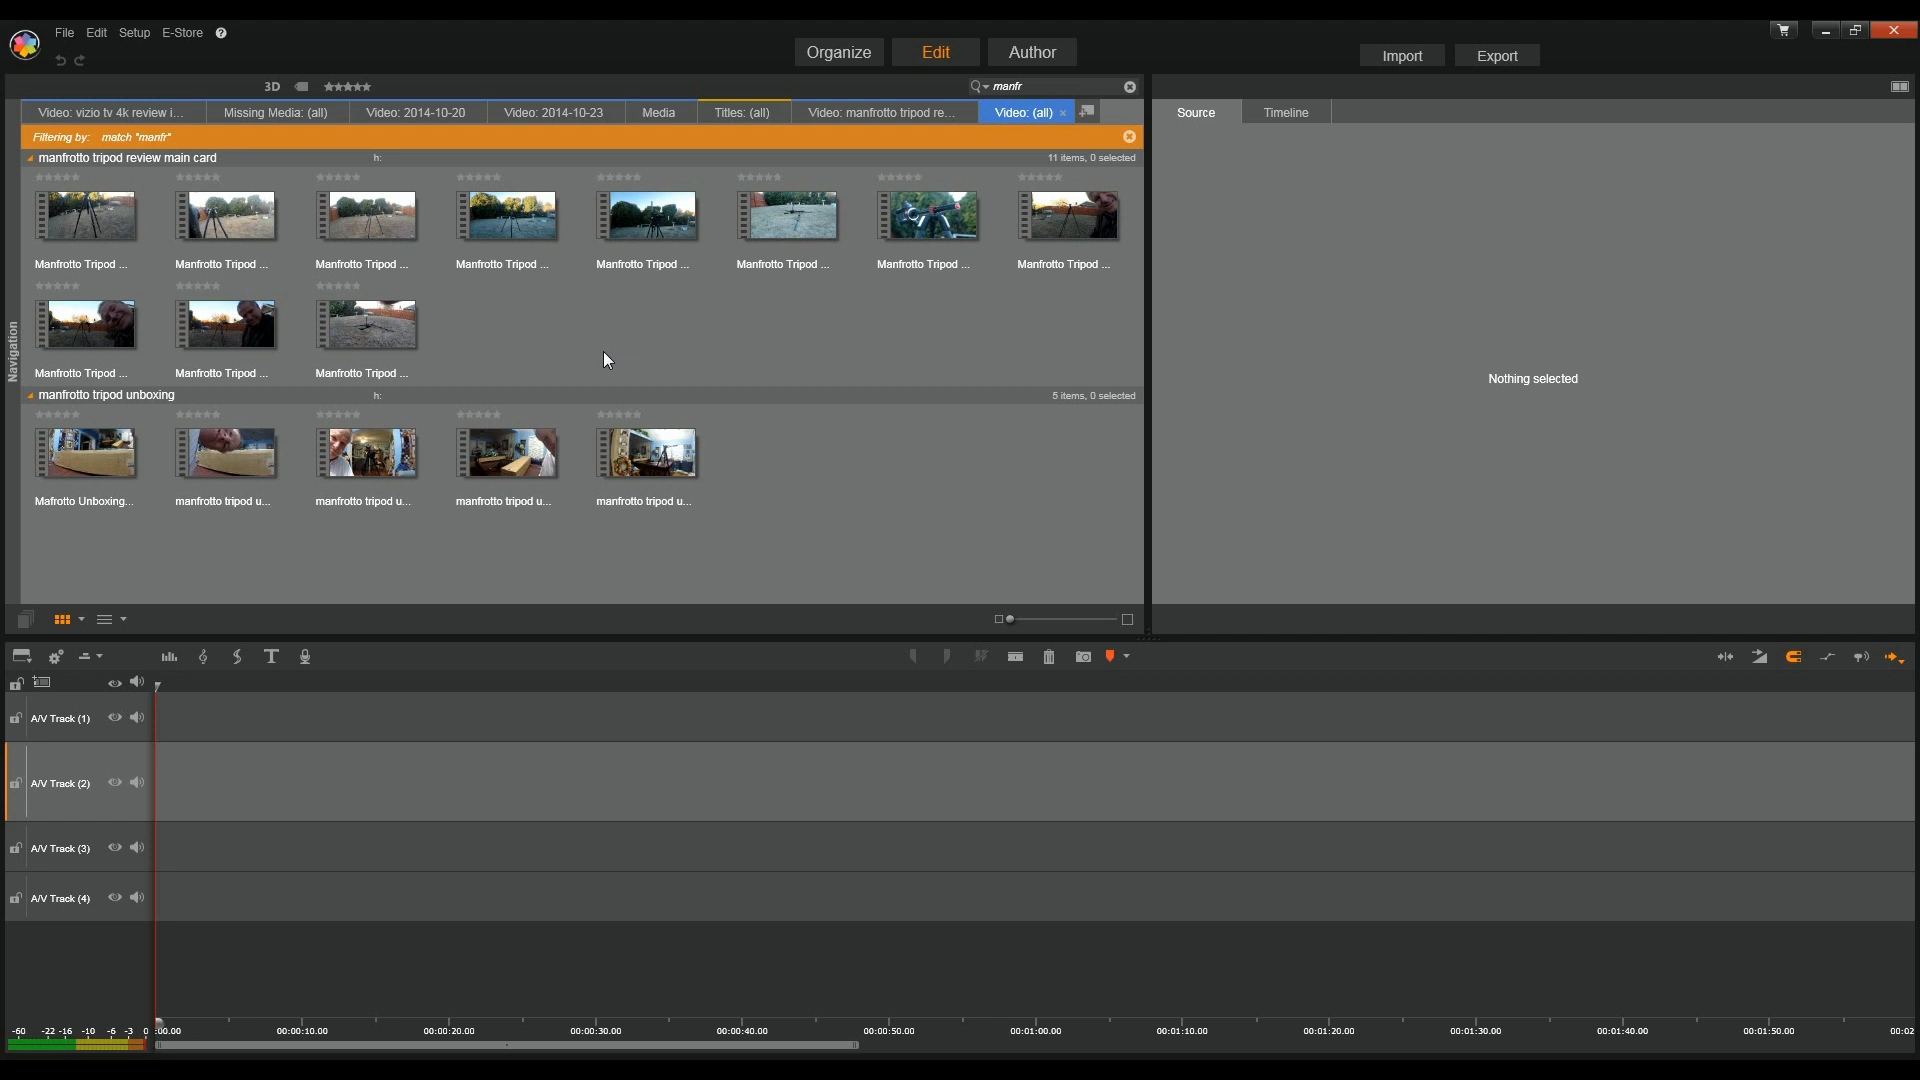 File Edit Setup E-Store ?
Organize Edit Author
Import Export
3D
manfr
Video: vizio tv 4k review i... Missing Media: (all) Video: 2014-10-20 Video: 2014-10-23 Media Titles: (all) Video: manfrotto tripod re... Video: (all) ×
Source Timeline
Filtering by: match "manfr"
manfrotto tripod review main card h: 11 items, 0 selected
Manfrotto Tripod ... Manfrotto Tripod ... Manfrotto Tripod ... Manfrotto Tripod ... Manfrotto Tripod ... Manfrotto Tripod ... Manfrotto Tripod ... Manfrotto Tripod ...
Navigation
Manfrotto Tripod ... Manfrotto Tripod ... Manfrotto Tripod ...
Nothing selected
manfrotto tripod unboxing h: 5 items, 0 selected
Mafrotto Unboxing... manfrotto tripod u... manfrotto tripod u... manfrotto tripod u... manfrotto tripod u...
A/V Track (1)
A/V Track (2)
A/V Track (3)
A/V Track (4)
-60 -22 -16 -10 -6 -3 0 :00.00 00:00:10.00 00:00:20.00 00:00:30.00 00:00:40.00 00:00:50.00 00:01:00.00 00:01:10.00 00:01:20.00 00:01:30.00 00:01:40.00 00:01:50.00 00:02